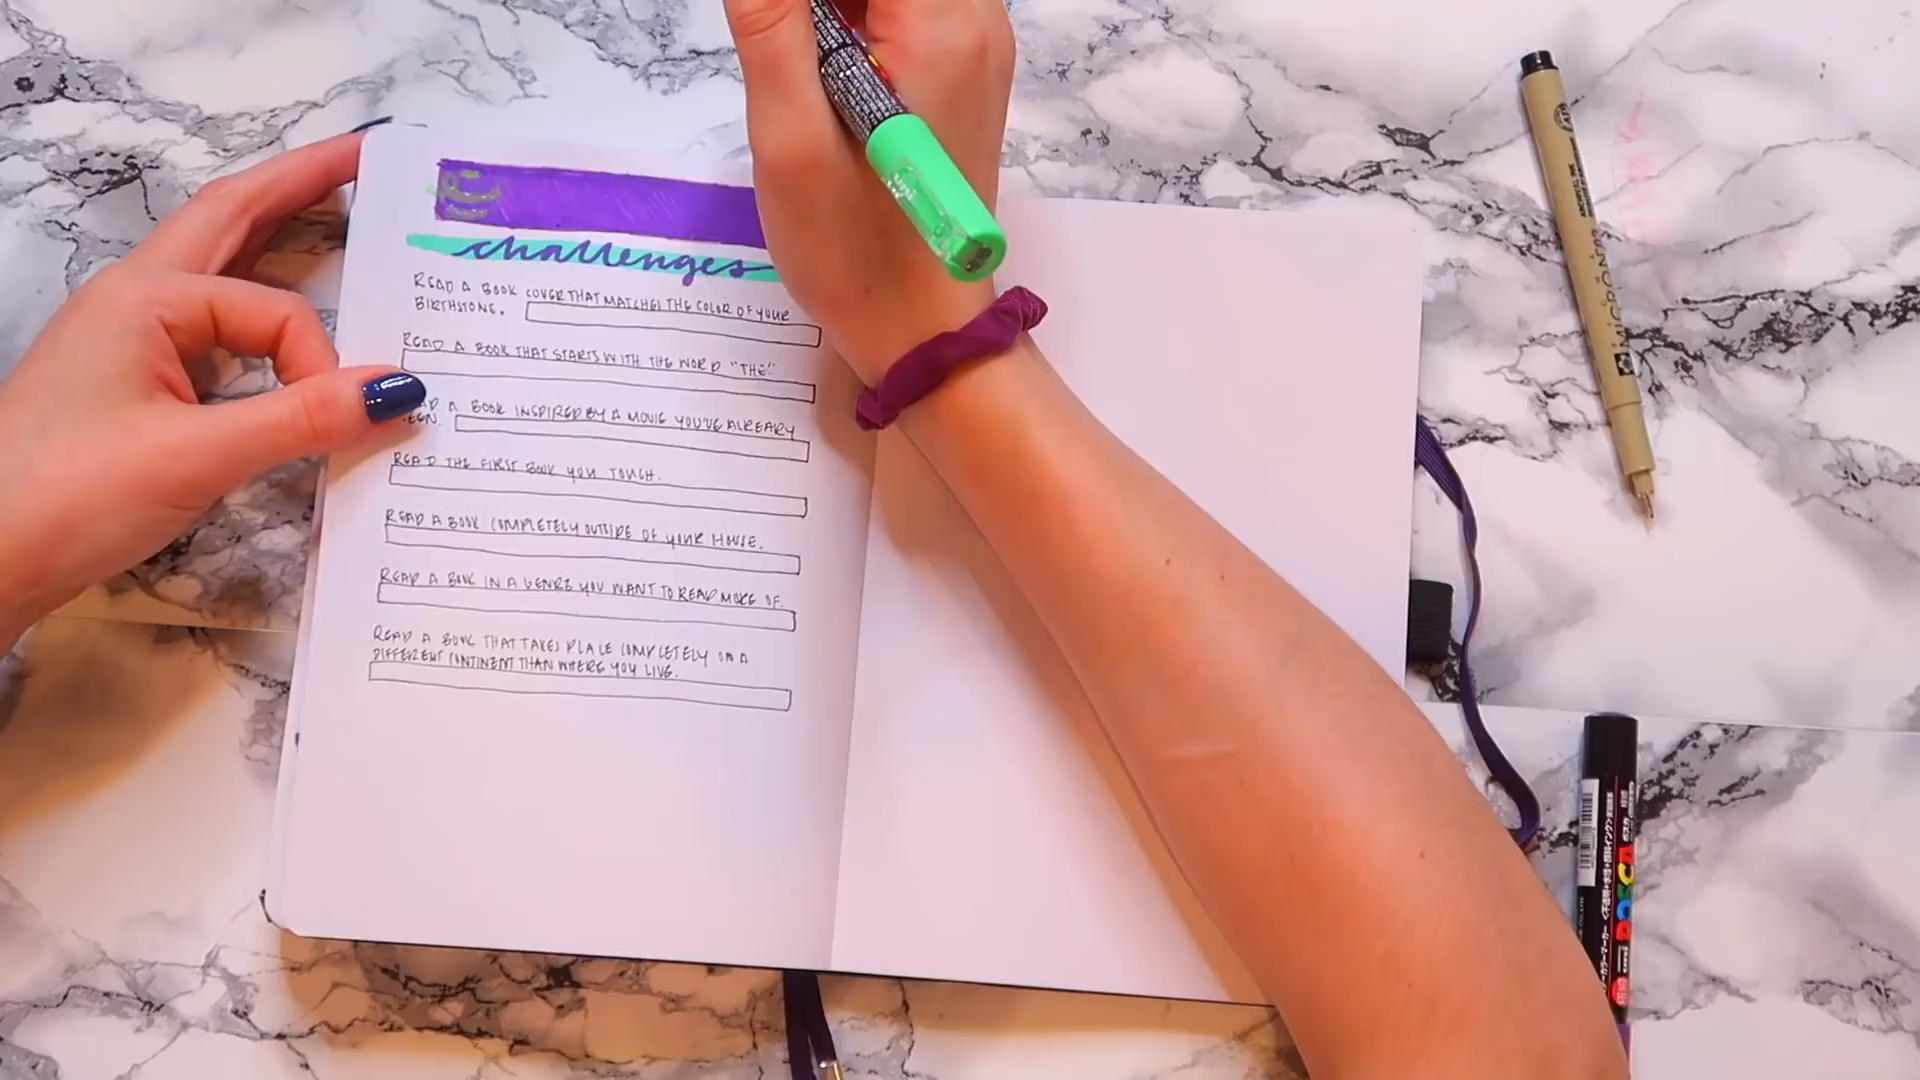 challenges
READ A BOOK COVER THAT MATCHES THE COLOR OF YOUR
BIRTHSTONE.
READ A BOOK THAT STARTS WITH THE WORD "THE."
A BOOK INSPIRED BY A MOVIE YOU'VE ALREADY
READ THE FIRST BOOK YOU TOUCH.
READ A BOOK COMPLETELY OUTSIDE OF YOUR HOUSE.
READ A BOOK IN A GENRE YOU WANT TO READ MORE OF.
READ A BOOK THAT TAKES PLACE COMPLETELY ON A
DIFFERENT CONTINENT THAN WHERE YOU LIVE.
MICRON
POSCA